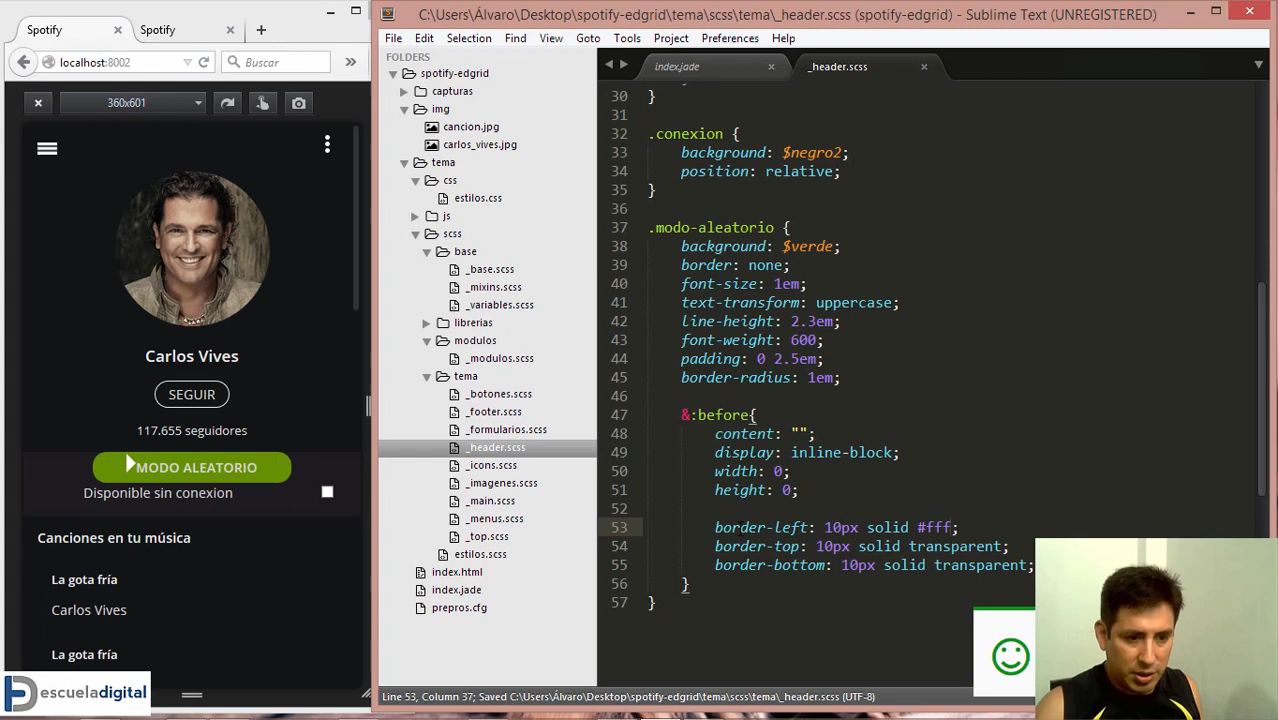 C:\Users\Álvaro\Desktop\spotify-edgrid\tema\scss\tema\_header.scss (spotify-edgrid) - Sublime Text (UNREGISTERED)
Spotify
Spotify
localhost:8002
Buscar
360x601
Carlos Vives
SEGUIR
117.655 seguidores
MODO ALEATORIO
Disponible sin conexion
Canciones en tu música
La gota fría
Carlos Vives
La gota fría
escueladigital
File Edit Selection Find View Goto Tools Project Preferences Help
FOLDERS
spotify-edgrid
capturas
img
cancion.jpg
carlos_vives.jpg
tema
css
estilos.css
js
scss
base
_base.scss
_mixins.scss
_variables.scss
librerias
modulos
_modulos.scss
tema
_botones.scss
_footer.scss
_formularios.scss
_header.scss
_icons.scss
_imagenes.scss
_main.scss
_menus.scss
_top.scss
estilos.scss
index.html
index.jade
prepros.cfg
index.jade
_header.scss
30 }
31
32 .conexion {
33 background: $negro2;
34 position: relative;
35 }
36
37 .modo-aleatorio {
38 background: $verde;
39 border: none;
40 font-size: 1em;
41 text-transform: uppercase;
42 line-height: 2.3em;
43 font-weight: 600;
44 padding: 0 2.5em;
45 border-radius: 1em;
46
47 &:before{
48 content: "";
49 display: inline-block;
50 width: 0;
51 height: 0;
52
53 border-left: 10px solid #fff;
54 border-top: 10px solid transparent;
55 border-bottom: 10px solid transparent;
56 }
57 }
Line 53, Column 37; Saved C:\Users\Álvaro\Desktop\spotify-edgrid\tema\scss\tema\_header.scss (UTF-8)